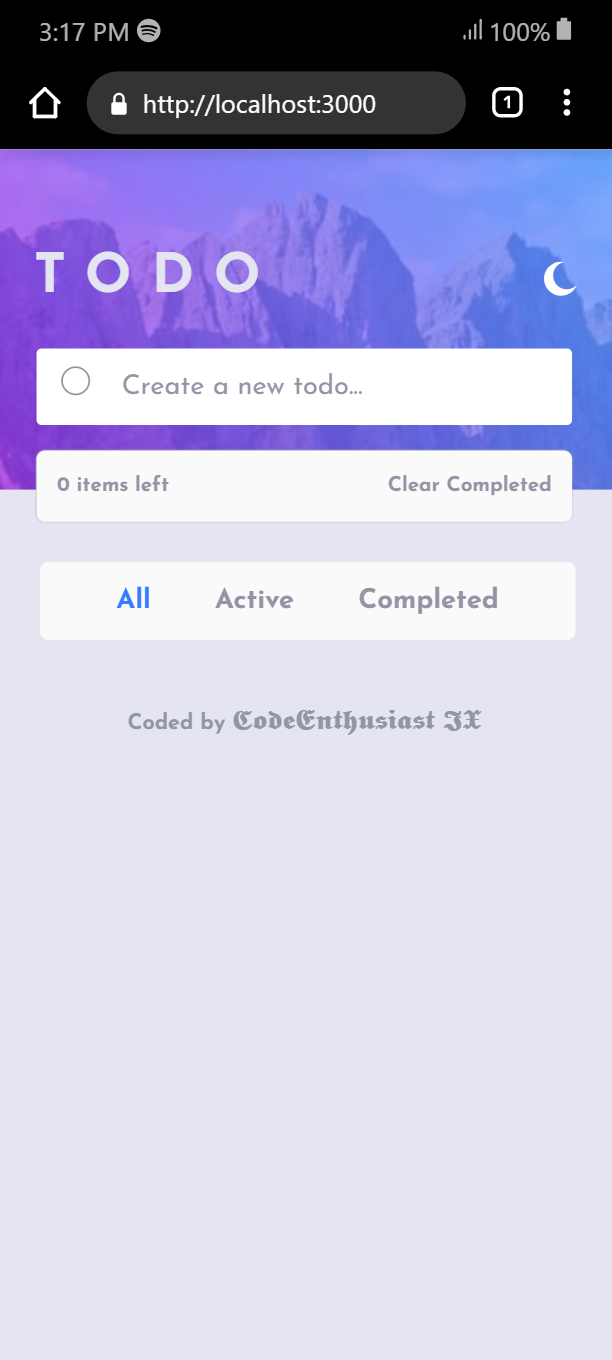 3:17 PM 100%
http://localhost:3000 1
TODO
Create a new todo...
0 items left Clear Completed
All Active Completed
Coded by CodeEnthusiast IX